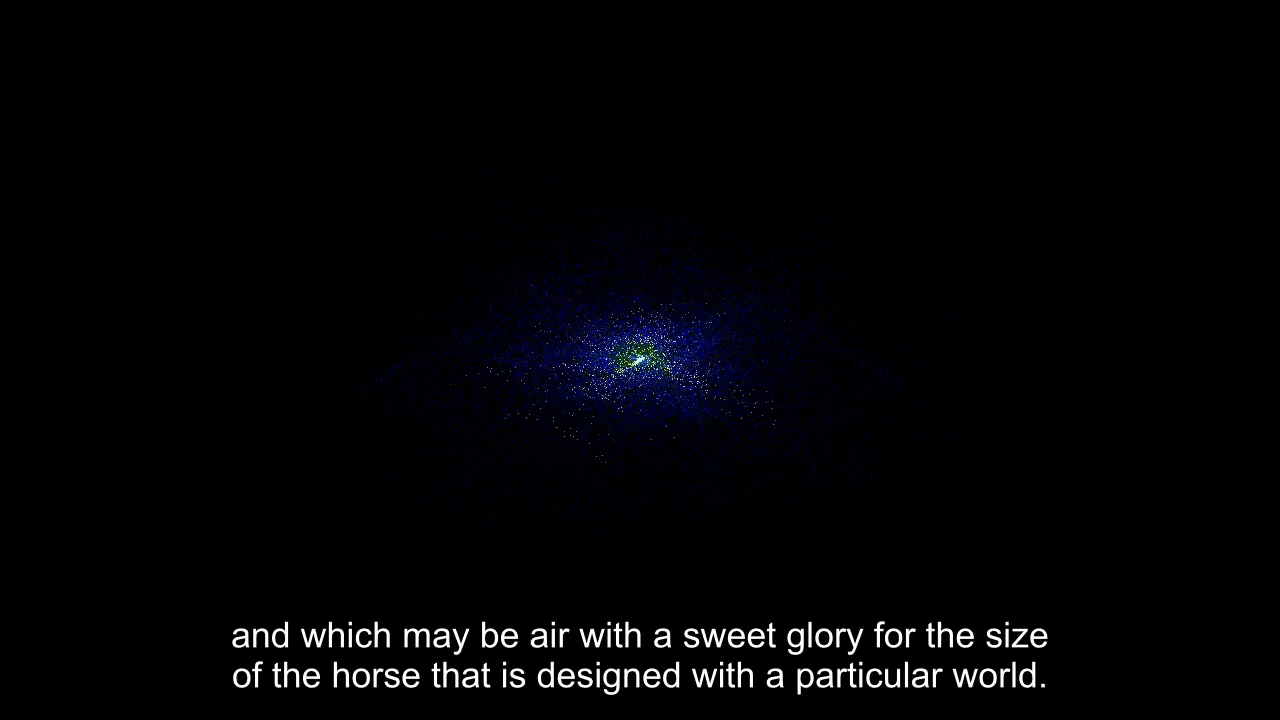 and which may be air with a sweet glory for the size
of the horse that is designed with a particular world.